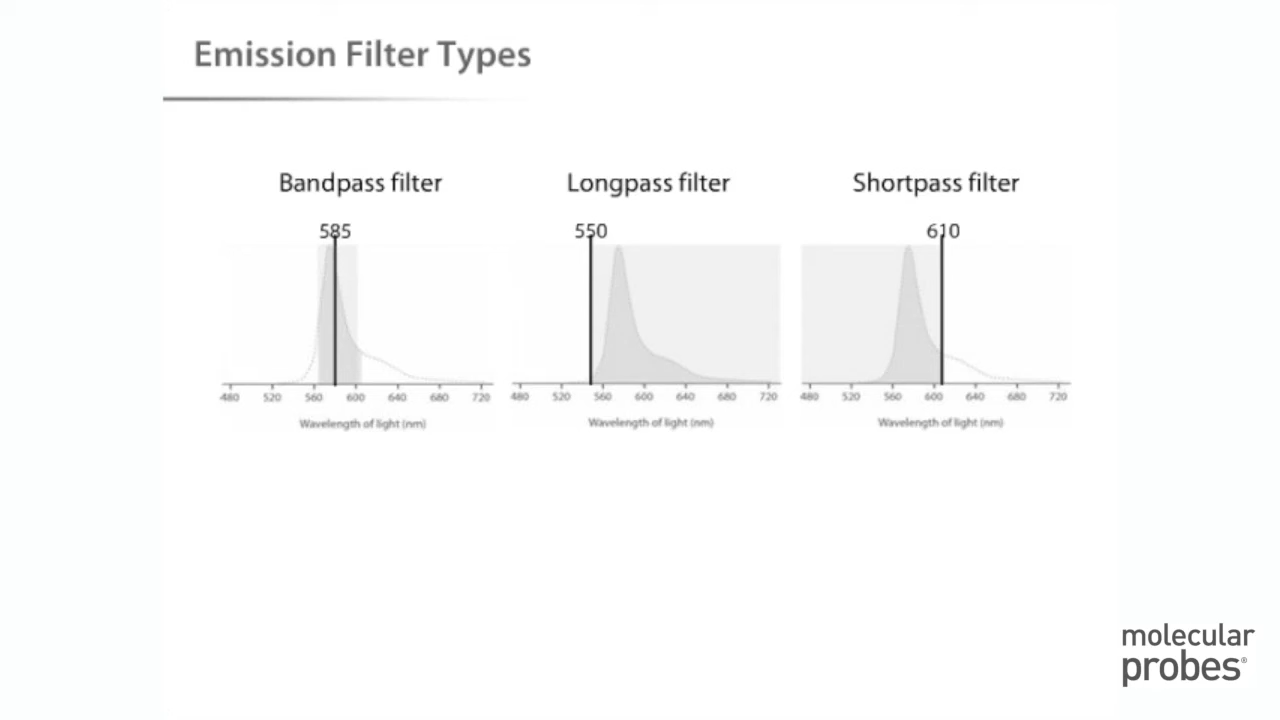 Emission Filter Types
Bandpass filter
585
480 520 560 600 640 680 720
Wavelength of light (nm)
Longpass filter
550
480 520 560 600 640 680 720
Wavelength of light (nm)
Shortpass filter
610
480 520 560 600 640 680 720
Wavelength of light (nm)
molecular
probes®